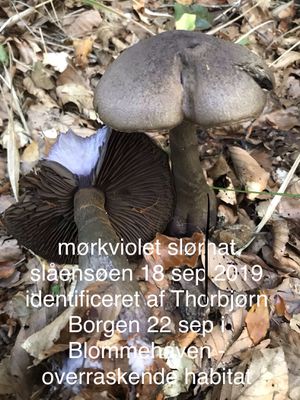 mørkviolet slørhat,
slåensøen 18 sep 2019
identificeret af Thorbjørn
Borgen 22 sep i
Blommehaven -
overraskende habitat